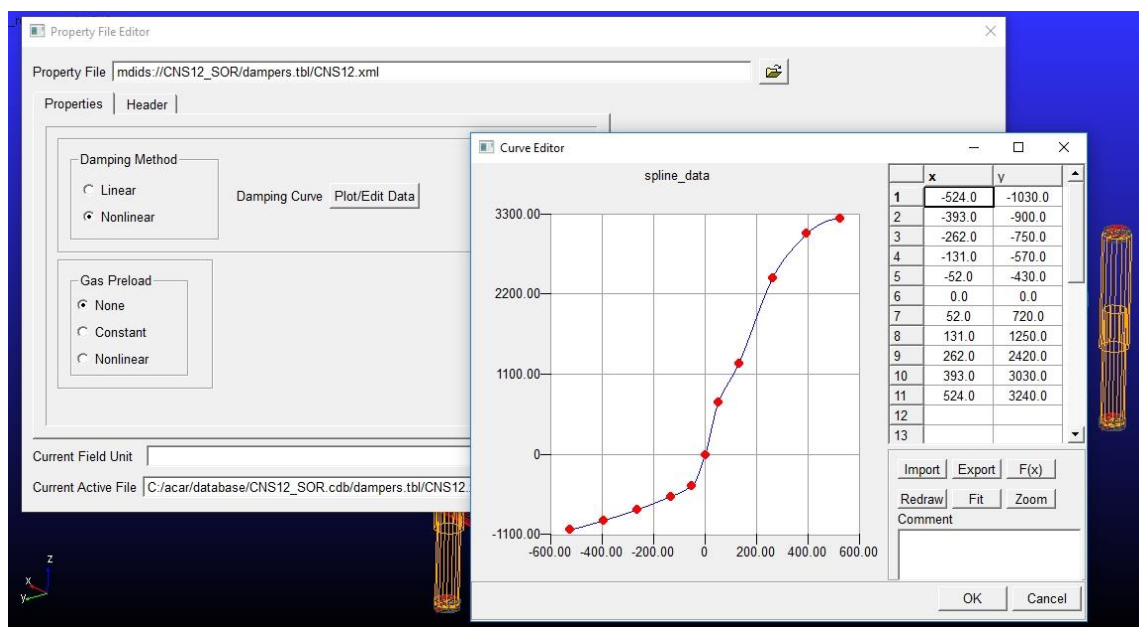 Property File Editor
Property File mdids://CNS12_SOR/dampers.tbl/CNS12.xml
Properties Header
Damping Method
Linear
Nonlinear
Damping Curve Plot/Edit Data
Gas Preload
None
Constant
Nonlinear
Current Field Unit
Current Active File C:/acar/database/CNS12_SOR.cdb/dampers.tbl/CNS12.
Curve Editor
spline_data
3300.00
2200.00
1100.00
0
-1100.00
-600.00 -400.00 -200.00 0 200.00 400.00 600.00
x y
1 -524.0 -1030.0
2 -393.0 -900.0
3 -262.0 -750.0
4 -131.0 -570.0
5 -52.0 -430.0
6 0.0 0.0
7 52.0 720.0
8 131.0 1250.0
9 262.0 2420.0
10 393.0 3030.0
11 524.0 3240.0
12
13
Import Export F(x)
Redraw Fit Zoom
Comment
OK Cancel
z
x
y